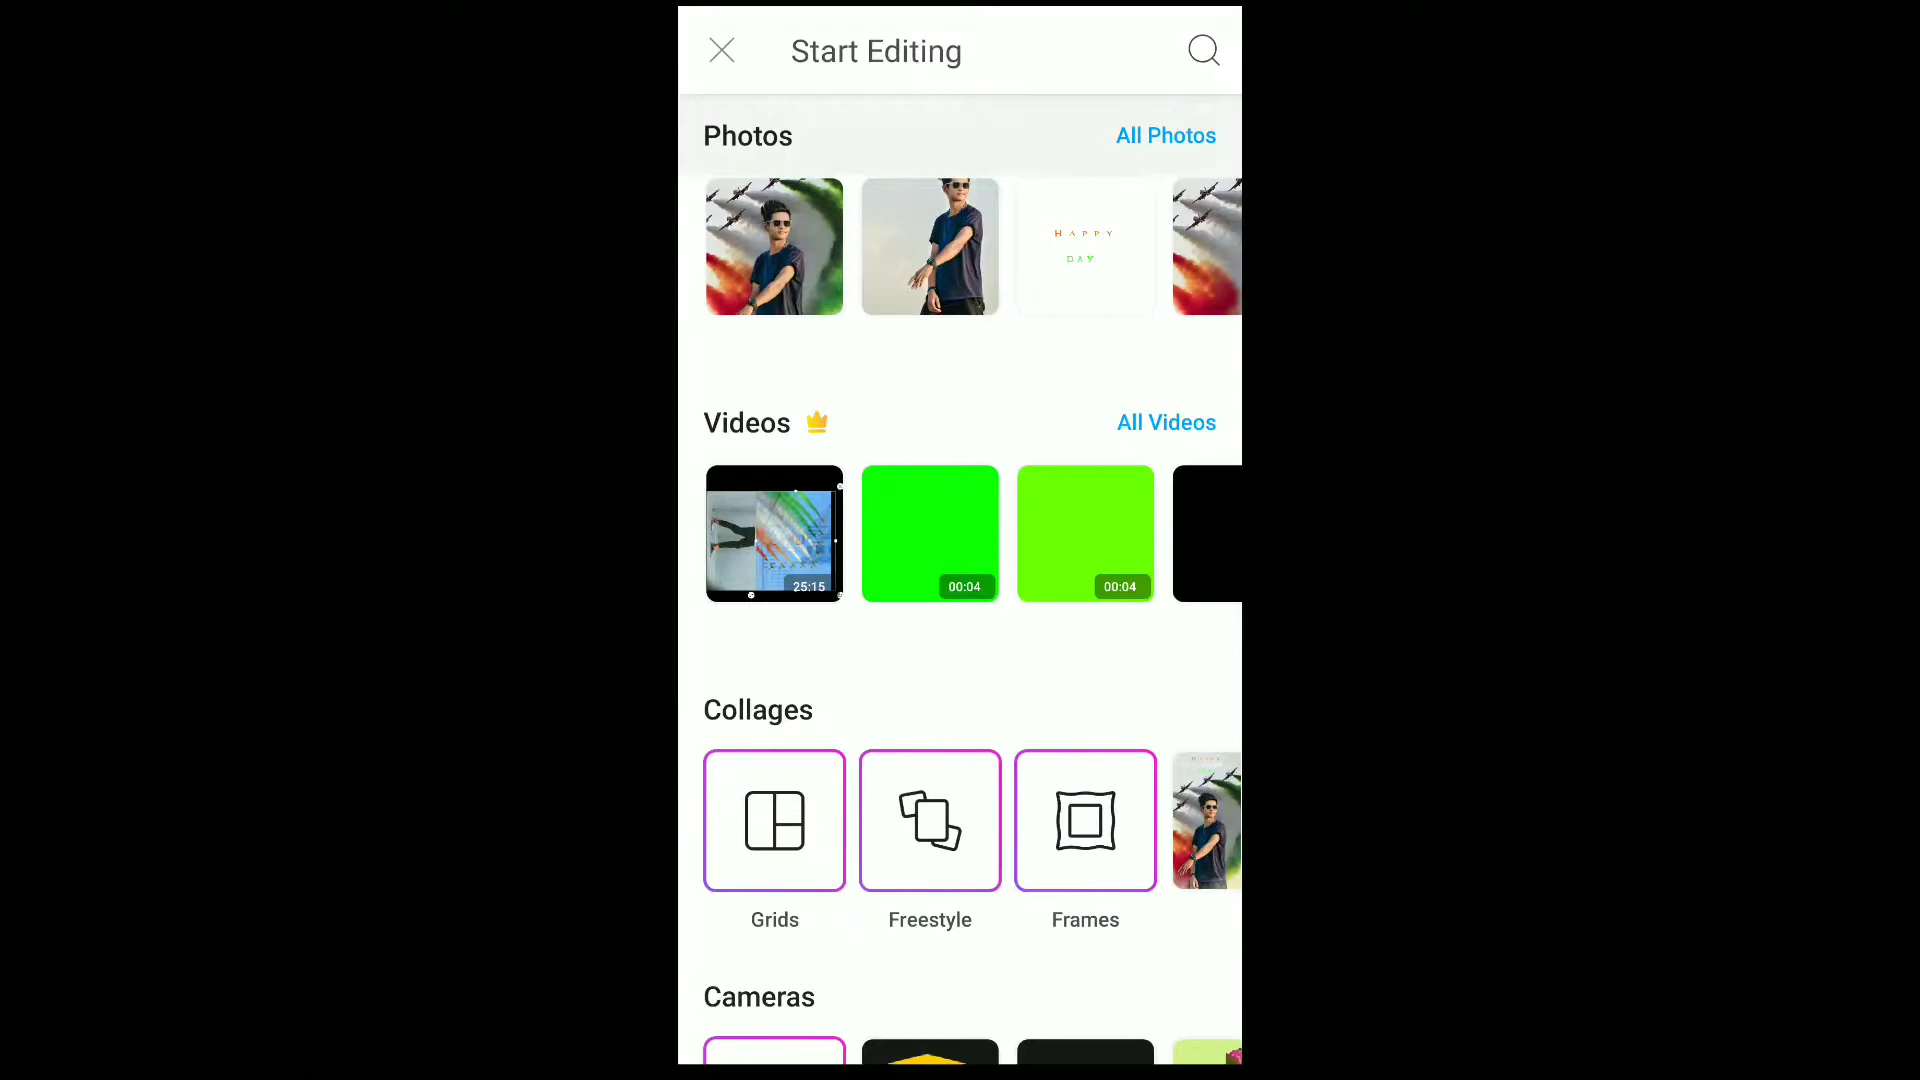 Start Editing
Photos
All Photos
HAPPY
DAY
Videos
All Videos
25:15
00:04
00:04
Collages
Grids
Freestyle
Frames
Cameras